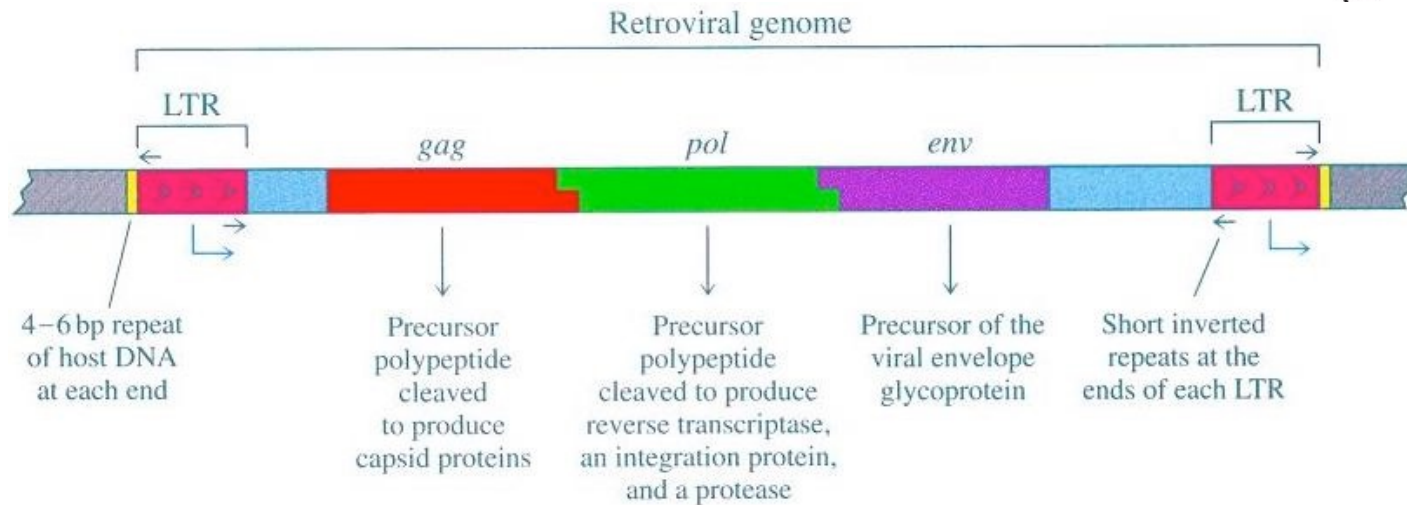 Retroviral genome
LTR
LTR
gag
pol
env
4–6 bp repeat
of host DNA
at each end
Precursor
polypeptide
cleaved
to produce
capsid proteins
Precursor
polypeptide
cleaved to produce
reverse transcriptase,
an integration protein,
and a protease
Precursor of the
viral envelope
glycoprotein
Short inverted
repeats at the
ends of each LTR